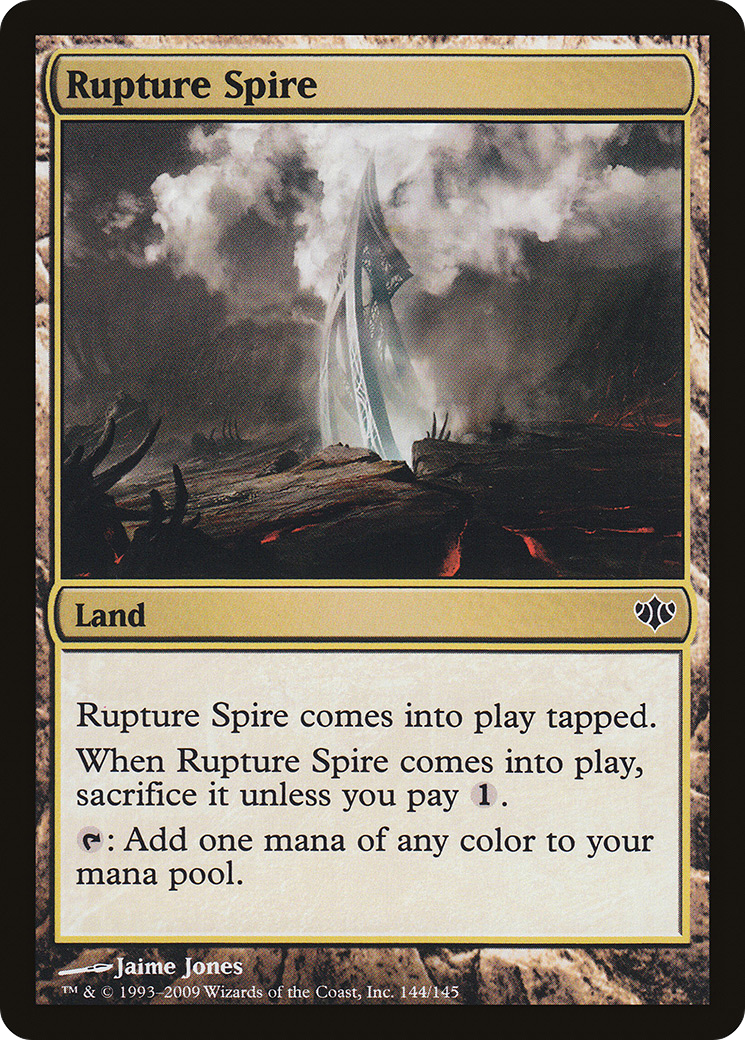 Rupture Spire
Land
Rupture Spire comes into play tapped.
When Rupture Spire comes into play,
sacrifice it unless you pay 1.
: Add one mana of any color to your
mana pool.
Jaime Jones
™ & © 1993–2009 Wizards of the Coast, Inc. 144/145